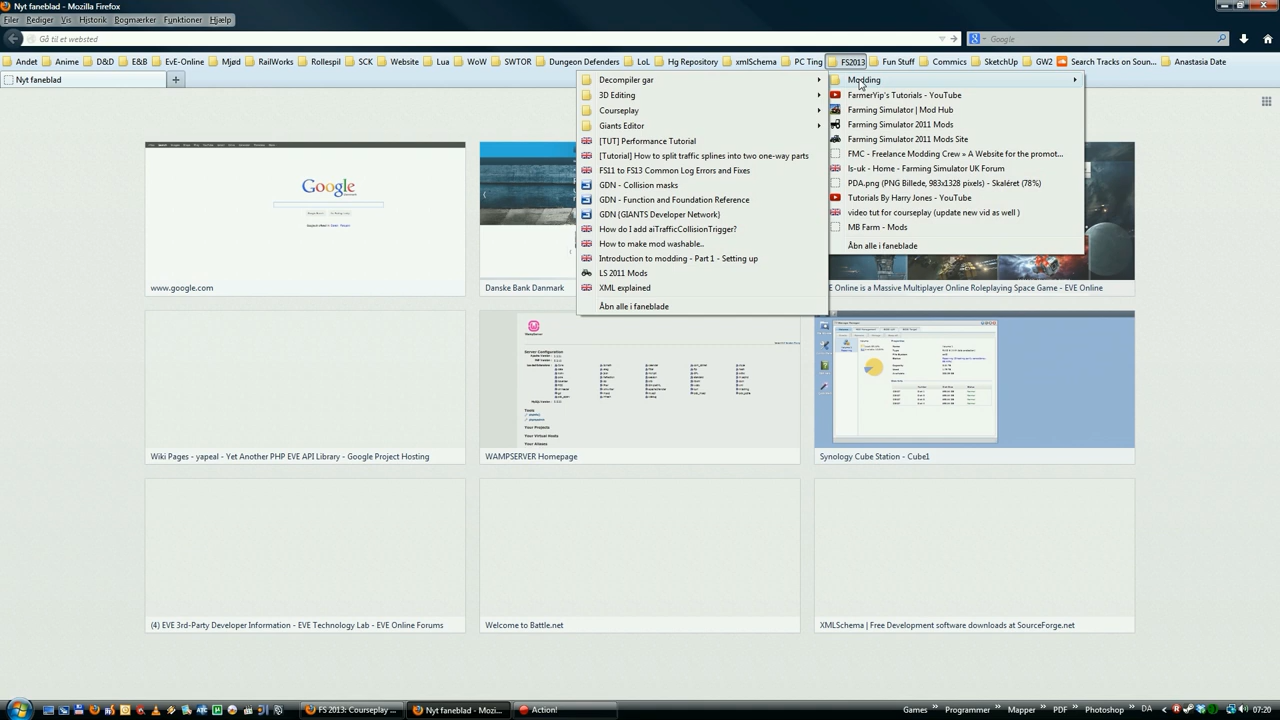 Nyt faneblad - Mozilla Firefox
Filer Rediger Vis Historik Bogmærker Funktioner Hjælp
Gå til et websted
Google
Andet Anime D&D E&B EvE-Online Mjød RailWorks Rollespil SCK Website Lua WoW SWTOR Dungeon Defenders LoL Hg Repository xmlSchema PC Ting FS2013 Fun Stuff Commics SketchUp GW2 Search Tracks on Soun... Anastasia Date
Nyt faneblad
Modding
FarmerYip's Tutorials - YouTube
Farming Simulator | Mod Hub
Farming Simulator 2011 Mods
Farming Simulator 2011 Mods Site
FMC - Freelance Modding Crew » A Website for the promot...
ls-uk - Home - Farming Simulator UK Forum
PDA.png (PNG Billede, 983x1328 pixels) - Skaléret (78%)
Tutorials By Harry Jones - YouTube
video tut for courseplay (update new vid as well )
MB Farm - Mods
Åbn alle i faneblade
Decompiler gar
3D Editing
Courseplay
Giants Editor
[TUT] Performance Tutorial
[Tutorial] How to split traffic splines into two one-way parts
FS11 to FS13 Common Log Errors and Fixes
GDN - Collision masks
GDN - Function and Foundation Reference
GDN {GIANTS Developer Network}
How do I add aiTrafficCollisionTrigger?
How to make mod washable..
Introduction to modding - Part 1 - Setting up
LS 2011 Mods
XML explained
Åbn alle i faneblade
Google
www.google.com
Danske Bank Danmark
EVE Online is a Massive Multiplayer Online Roleplaying Space Game - EVE Online
Server Configuration
Tools
Your Projects
Your Virtual Hosts
Your Aliases
Wiki Pages - yapeal - Yet Another PHP EVE API Library - Google Project Hosting
WAMPSERVER Homepage
Synology Cube Station - Cube1
(4) EVE 3rd-Party Developer Information - EVE Technology Lab - EVE Online Forums
Welcome to Battle.net
XMLSchema | Free Development software downloads at SourceForge.net
FS 2013: Courseplay ...
Nyt faneblad - Mozi...
Action!
Games » Programmer » Mapper » PDF » Photoshop » DA
07:20